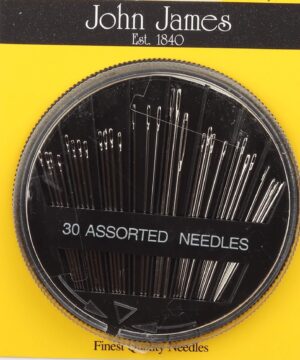 John James
Est. 1840
30 ASSORTED NEEDLES
Finest Quality Needles